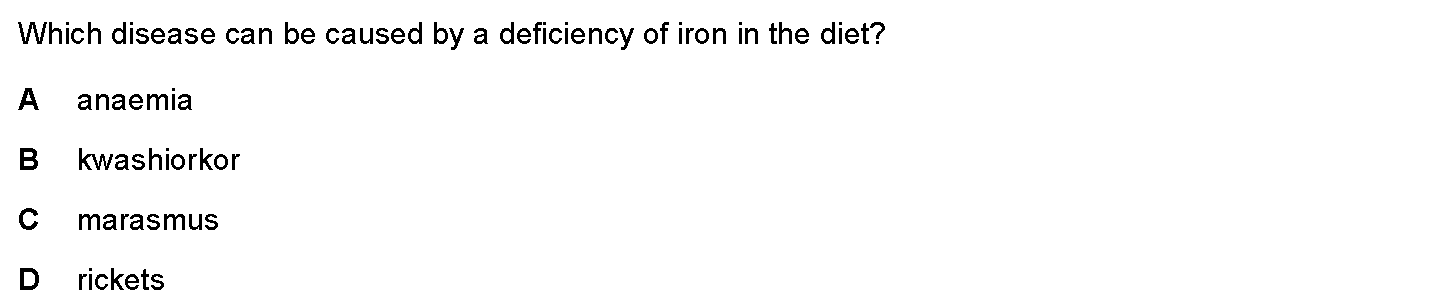 Which disease can be caused by a deficiency of iron in the diet?
A anaemia
B kwashiorkor
C marasmus
D rickets